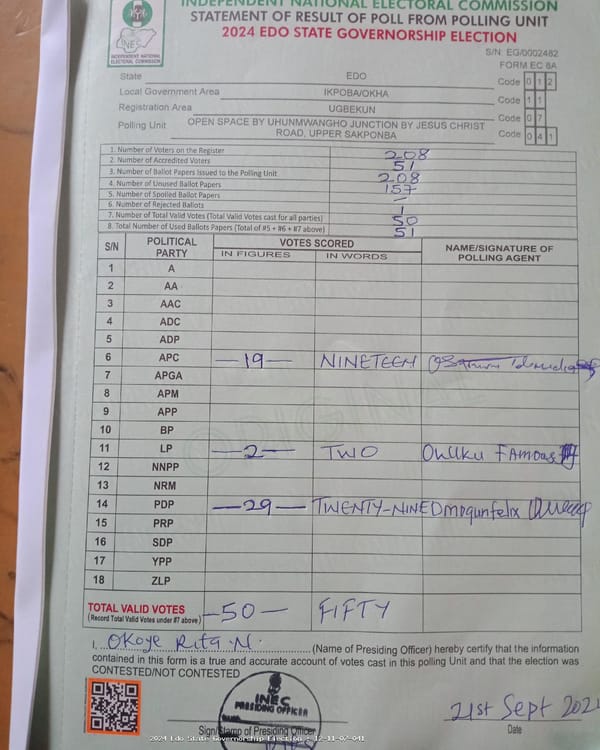 INDEPENDENT NATIONAL ELECTORAL COMMISSION
STATEMENT OF RESULT OF POLL FROM POLLING UNIT
2024 EDO STATE GOVERNORSHIP ELECTION
INEC
INDEPENDENT NATIONAL ELECTORAL COMMISSION
S/N: EG/0002482
FORM EC 8A
State EDO Code 0 1 2
Local Government Area IKPOBA/OKHA Code 1 1
Registration Area UGBEKUN Code 0 7
Polling Unit OPEN SPACE BY UHUNMWANGHO JUNCTION BY JESUS CHRIST ROAD, UPPER SAKPONBA Code 0 4 1
1. Number of Voters on the Register 208
2. Number of Accredited Voters 51
3. Number of Ballot Papers Issued to the Polling Unit 208
4. Number of Unused Ballot Papers 157
5. Number of Spoiled Ballot Papers -
6. Number of Rejected Ballots 1
7. Number of Total Valid Votes (Total Valid Votes cast for all parties) 50
8. Total Number of Used Ballots Papers (Total of #5 + #6 + #7 above) 51
S/N POLITICAL PARTY VOTES SCORED NAME/SIGNATURE OF POLLING AGENT
IN FIGURES IN WORDS
1 A
2 AA
3 AAC
4 ADC
5 ADP
6 APC —19— NINETEEN
7 APGA
8 APM
9 APP
10 BP
11 LP —2— TWO Onuku Famous
12 NNPP
13 NRM
14 PDP —29— TWENTY-NINE
15 PRP
16 SDP
17 YPP
18 ZLP
TOTAL VALID VOTES —50— FIFTY
(Record Total Valid Votes under #7 above)
I, Okoye Rita N. (Name of Presiding Officer) hereby certify that the information
contained in this form is a true and accurate account of votes cast in this polling Unit and that the election was
CONTESTED/NOT CONTESTED
INEC
PRESIDING OFFICER
21st Sept 202
Sign/Stamp of Presiding Officer Date
2024 Edo State Governorship Election - 12-11-07-041